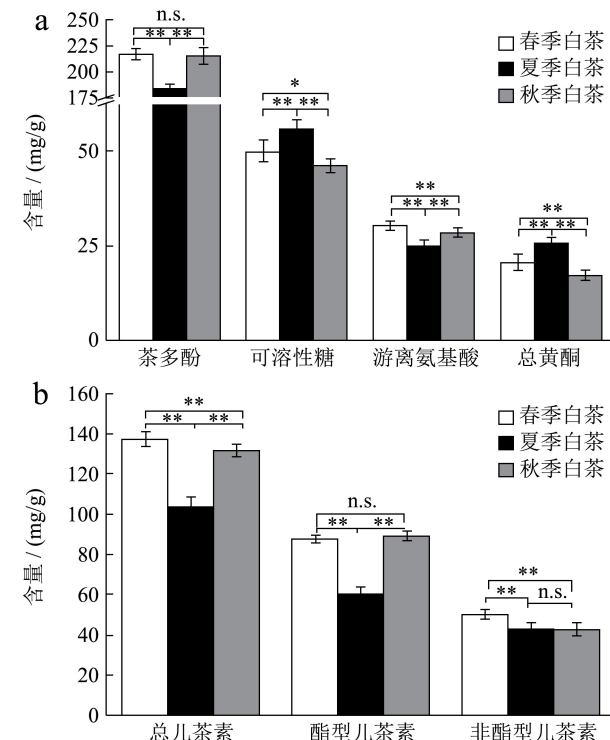 a
n.s.
** **
250
225
200
175
50
25
0
含量 / (mg/g)
春季白茶
夏季白茶
秋季白茶
*
** **
**
** **
**
** **
茶多酚 可溶性糖 游离氨基酸 总黄酮
b
160
140
120
100
80
60
40
20
0
含量 / (mg/g)
春季白茶
夏季白茶
秋季白茶
**
** **
n.s.
** **
**
** n.s.
总儿茶素 酯型儿茶素 非酯型儿茶素